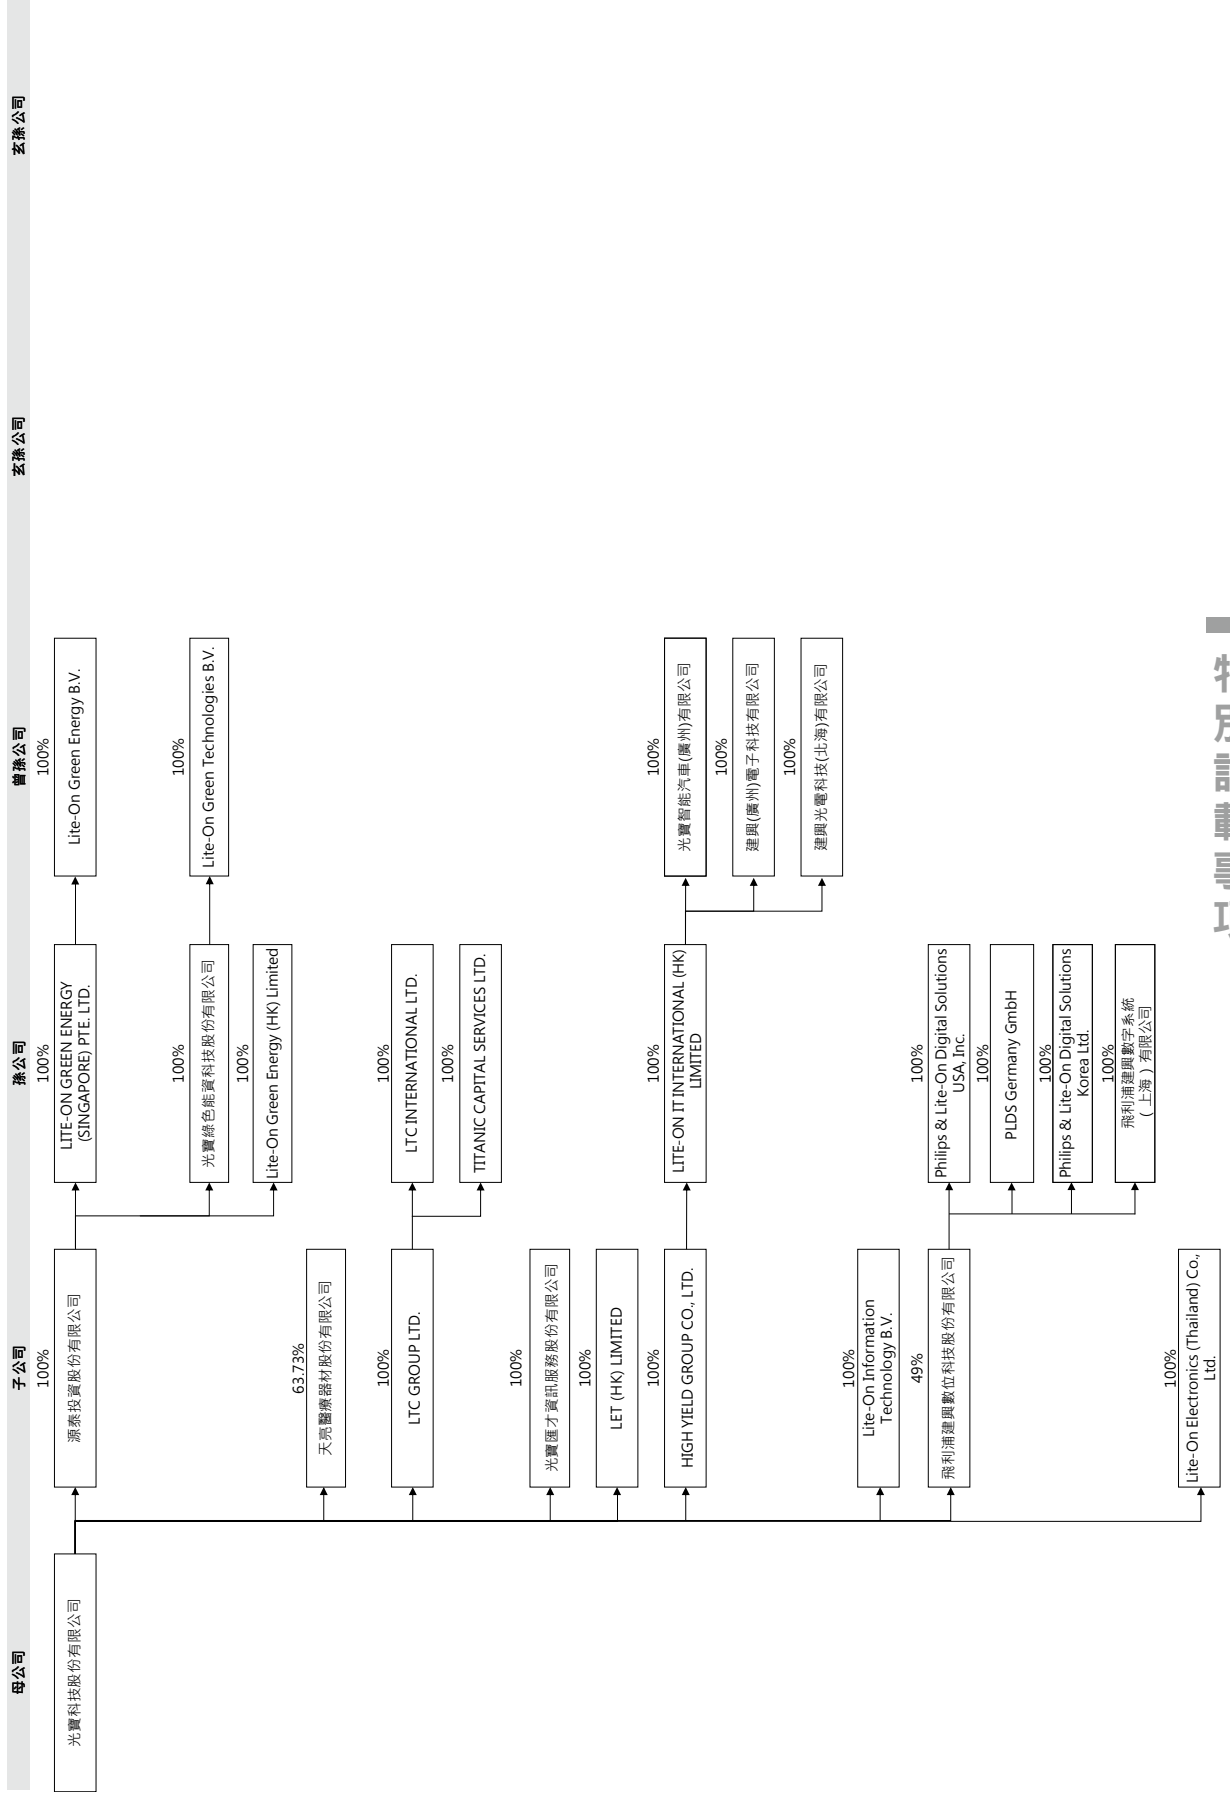 母公司
子公司
孫公司
曾孫公司
玄孫公司
玄孫公司
光寶科技股份有限公司
100%
源泰投資股份有限公司
100%
LITE-ON GREEN ENERGY
(SINGAPORE) PTE. LTD.
100%
Lite-On Green Energy B.V.
100%
光寶綠色能資科技股份有限公司
100%
Lite-On Green Technologies B.V.
100%
Lite-On Green Energy (HK) Limited
63.73%
天亮醫療器材股份有限公司
100%
LTC GROUP LTD.
100%
LTC INTERNATIONAL LTD.
100%
TITANIC CAPITAL SERVICES LTD.
100%
光寶匯才資訊服務股份有限公司
100%
LET (HK) LIMITED
100%
HIGH YIELD GROUP CO., LTD.
100%
LITE-ON IT INTERNATIONAL (HK)
LIMITED
100%
光寶智能汽車(廣州)有限公司
100%
建興(廣州)電子科技有限公司
100%
建興光電科技(北海)有限公司
100%
Lite-On Information
Technology B.V.
49%
飛利浦建興數位科技股份有限公司
100%
Philips & Lite-On Digital Solutions
USA, Inc.
100%
PLDS Germany GmbH
100%
Philips & Lite-On Digital Solutions
Korea Ltd.
100%
飛利浦建興數字系統
(上海)有限公司
100%
Lite-On Electronics (Thailand) Co.,
Ltd.